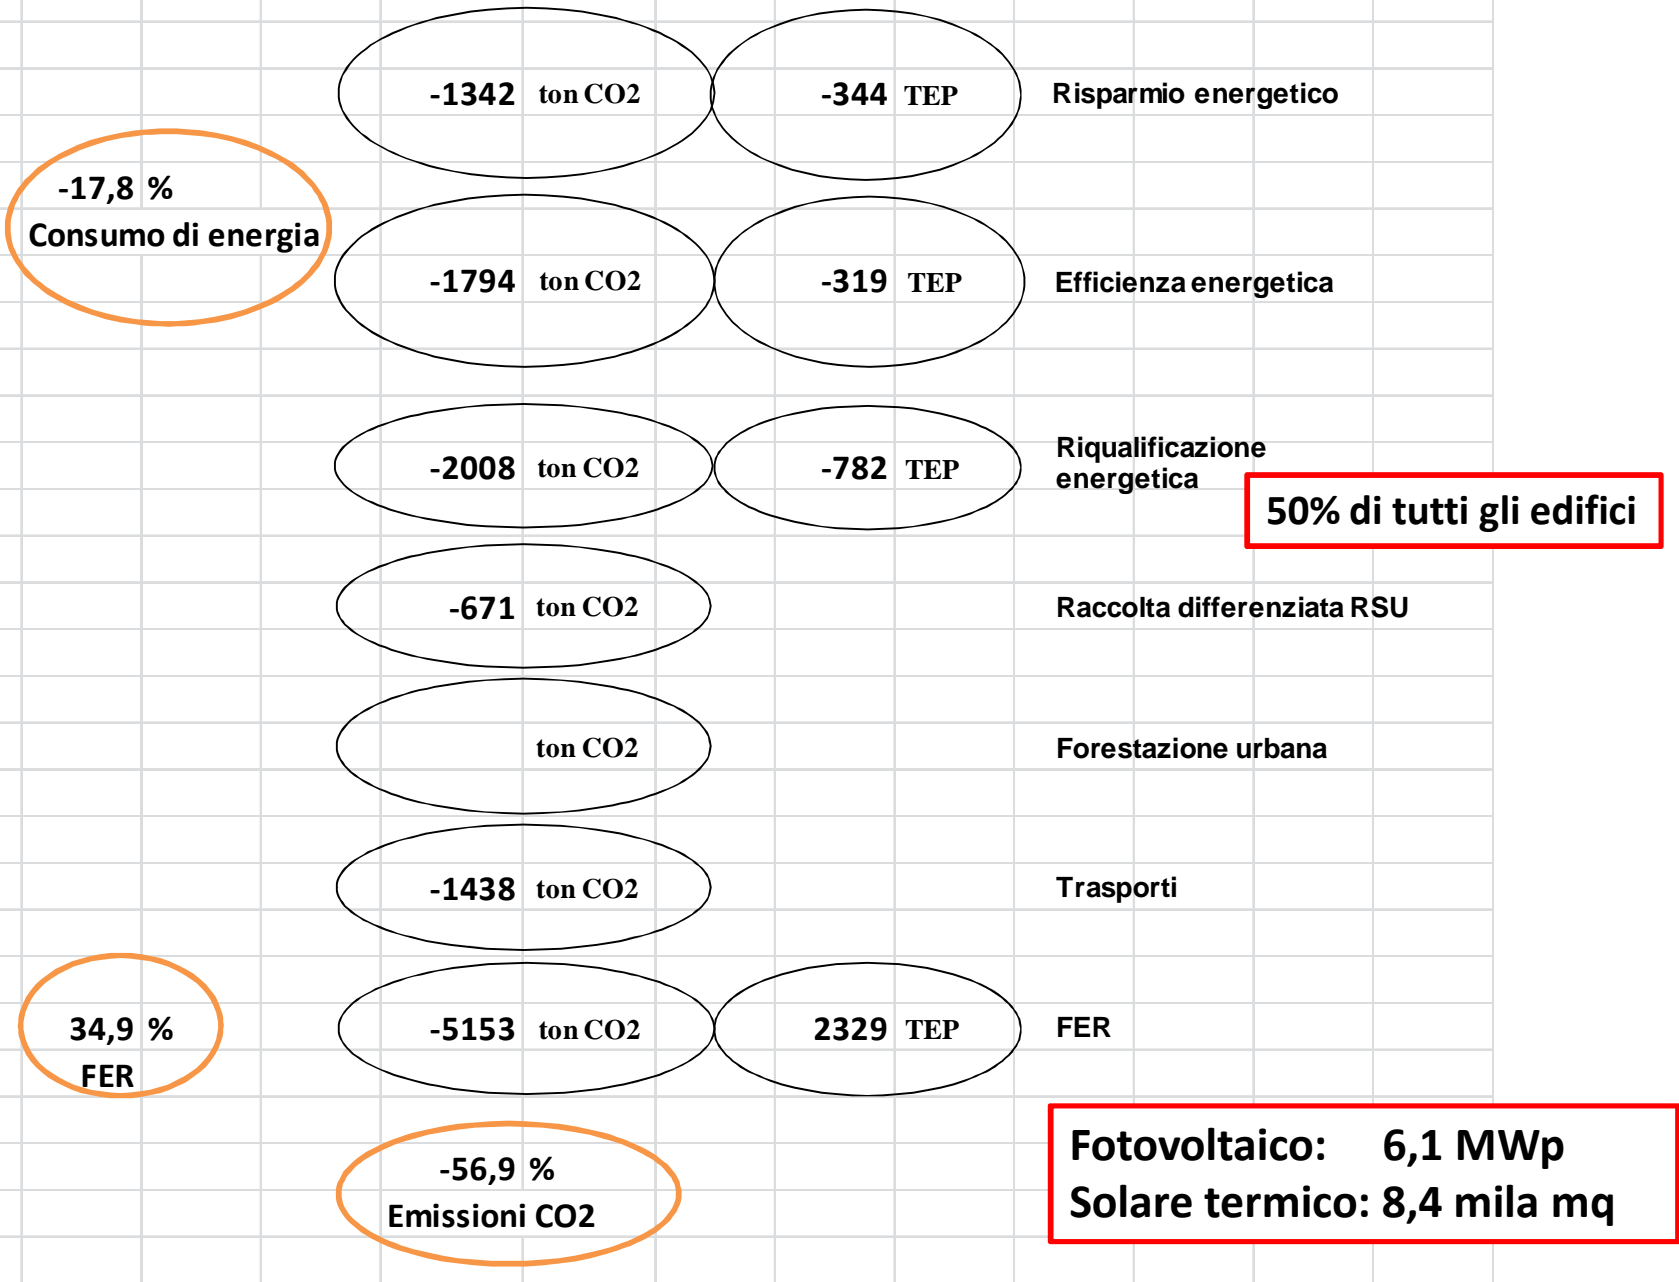 -1342 ton CO2 -344 TEP Risparmio energetico
-17,8 %
Consumo di energia
-1794 ton CO2 -319 TEP Efficienza energetica
-2008 ton CO2 -782 TEP Riqualificazione
energetica
50% di tutti gli edifici
-671 ton CO2 Raccolta differenziata RSU
ton CO2 Forestazione urbana
-1438 ton CO2 Trasporti
34,9 %
FER
-5153 ton CO2 2329 TEP FER
-56,9 %
Emissioni CO2
Fotovoltaico: 6,1 MWp
Solare termico: 8,4 mila mq